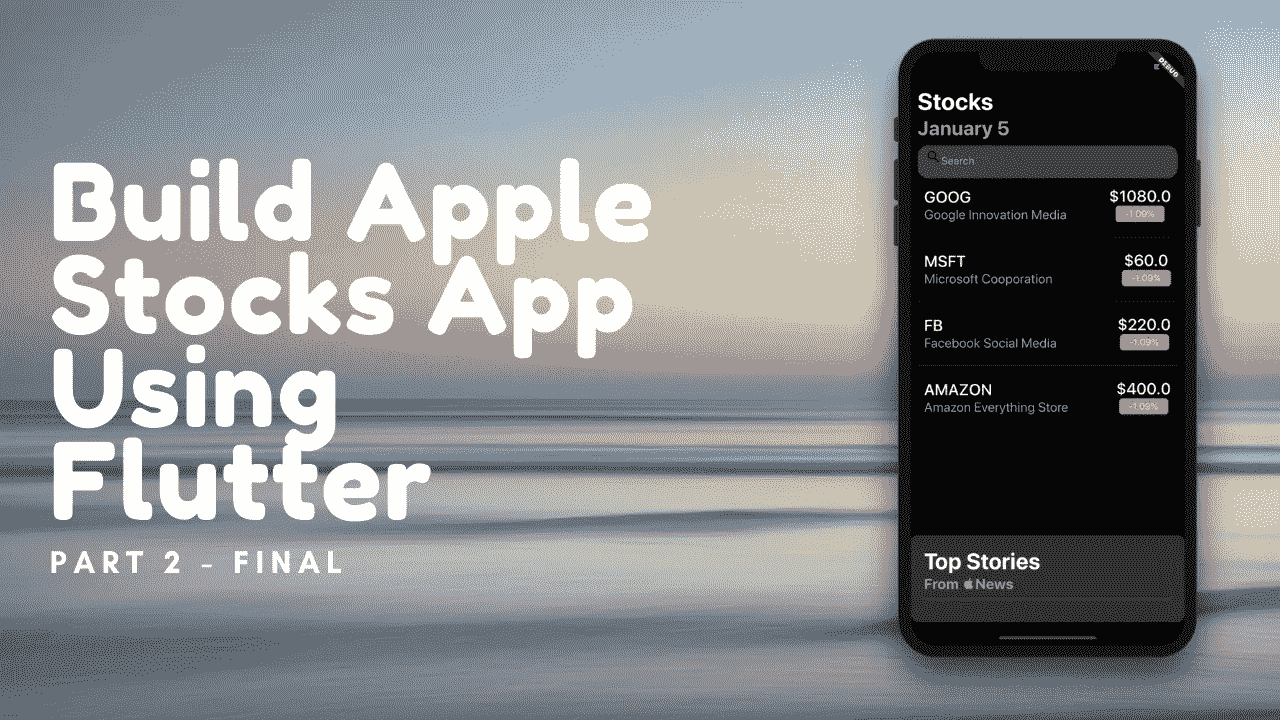 Build Apple
Stocks App
Using
Flutter
PART 2 - FINAL
DEBUG
Stocks
January 5
Search
GOOG
$1080.0
Google Innovation Media
-1.09%
MSFT
$60.0
Microsoft Cooporation
-1.09%
FB
$220.0
Facebook Social Media
-1.09%
AMAZON
$400.0
Amazon Everything Store
-1.09%
Top Stories
From News